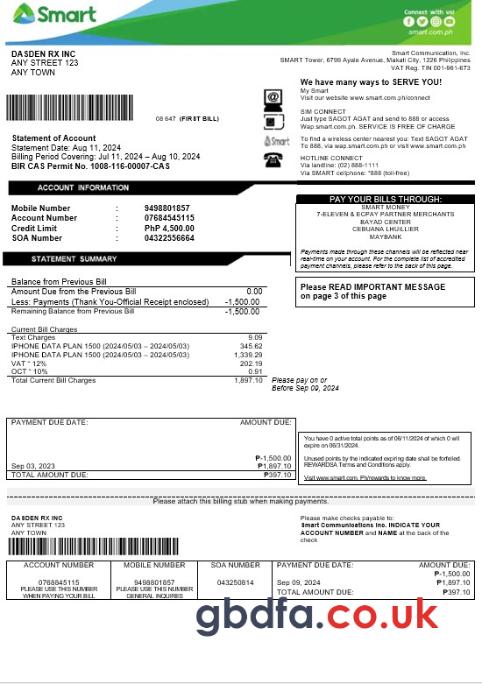 Smart
Connect with us!
smart.com.ph
DASDEN RX INC
ANY STREET 123
ANY TOWN
Smart Communication, Inc.
SMART Tower, 6799 Ayale Avenue, Makati City, 1226 Philippines
VAT Reg. TIN 001-961-673
08 647 (FIRST BILL)
We have many ways to SERVE YOU!
My Smart
Visit our website www.smart.com.ph/connect
SIM CONNECT
Just type SAGOT AGAT and send to 888 or access
Wap.smart.com.ph. SERVICE IS FREE OF CHARGE
Smart
To find a wireless center nearest you: Text SAGOT AGAT
To 888, via wap.smart.com.ph or visit www.smart.com.ph
HOTLINE CONNECT
Via landline: (02) 888-1111
Via SMART cellphone: *888 (toll-free)
Statement of Account
Statement Date: Aug 11, 2024
Billing Period Covering: Jul 11, 2024 – Aug 10, 2024
BIR CAS Permit No. 1008-116-00007-CAS
ACCOUNT INFORMATION
Mobile Number : 9498801857
Account Number : 07684545115
Credit Limit : PhP 4,500.00
SOA Number : 04322556664
PAY YOUR BILLS THROUGH:
SMART MONEY
7-ELEVEN & ECPAY PARTNER MERCHANTS
BAYAD CENTER
CEBUANA LHUILLIER
MAYBANK
Payments made through these channels will be reflected near
real-time on your account. For the complete list of accredited
payment channels, please refer to the back of this page.
STATEMENT SUMMARY
Balance from Previous Bill
Amount Due from the Previous Bill 0.00
Less: Payments (Thank You-Official Receipt enclosed) -1,500.00
Remaining Balance from Previous Bill -1,500.00
Please READ IMPORTANT MESSAGE
on page 3 of this page
Current Bill Charges
Text Charges 9.09
IPHONE DATA PLAN 1500 (2024/05/03 – 2024/05/03) 345.62
IPHONE DATA PLAN 1500 (2024/05/03 – 2024/05/03) 1,339.29
VAT * 12% 202.19
OCT * 10% 0.91
Total Current Bill Charges 1,897.10
Please pay on or
Before Sep 09, 2024
PAYMENT DUE DATE: AMOUNT DUE:
₱-1,500.00
Sep 03, 2023 ₱1,897.10
TOTAL AMOUNT DUE: ₱397.10
You have 0 active total points as of 06/11/2024 of which 0 will
expire on 06/31/2024.
Unused points by the indicated expiring date shall be forfeited.
REWARDSA Terms and Conditions apply.
Visit www.smart.com. Ph/rewards to know more.
Please attach this billing stub when making payments.
DASDEN RX INC
ANY STREET 123
ANY TOWN
Please make checks payable to:
Smart Communications Inc. INDICATE YOUR
ACCOUNT NUMBER and NAME at the back of the
check
ACCOUNT NUMBER MOBILE NUMBER SOA NUMBER PAYMENT DUE DATE: AMOUNT DUE:
₱-1,500.00
0768845115 9498801857 043250814 Sep 09, 2024 ₱1,897.10
PLEASE USE THIS NUMBER PLEASE USE THIS NUMBER TOTAL AMOUNT DUE: ₱397.10
WHEN PAYING YOUR BILL GENERAL INQUIRIES
gbdfa.co.uk